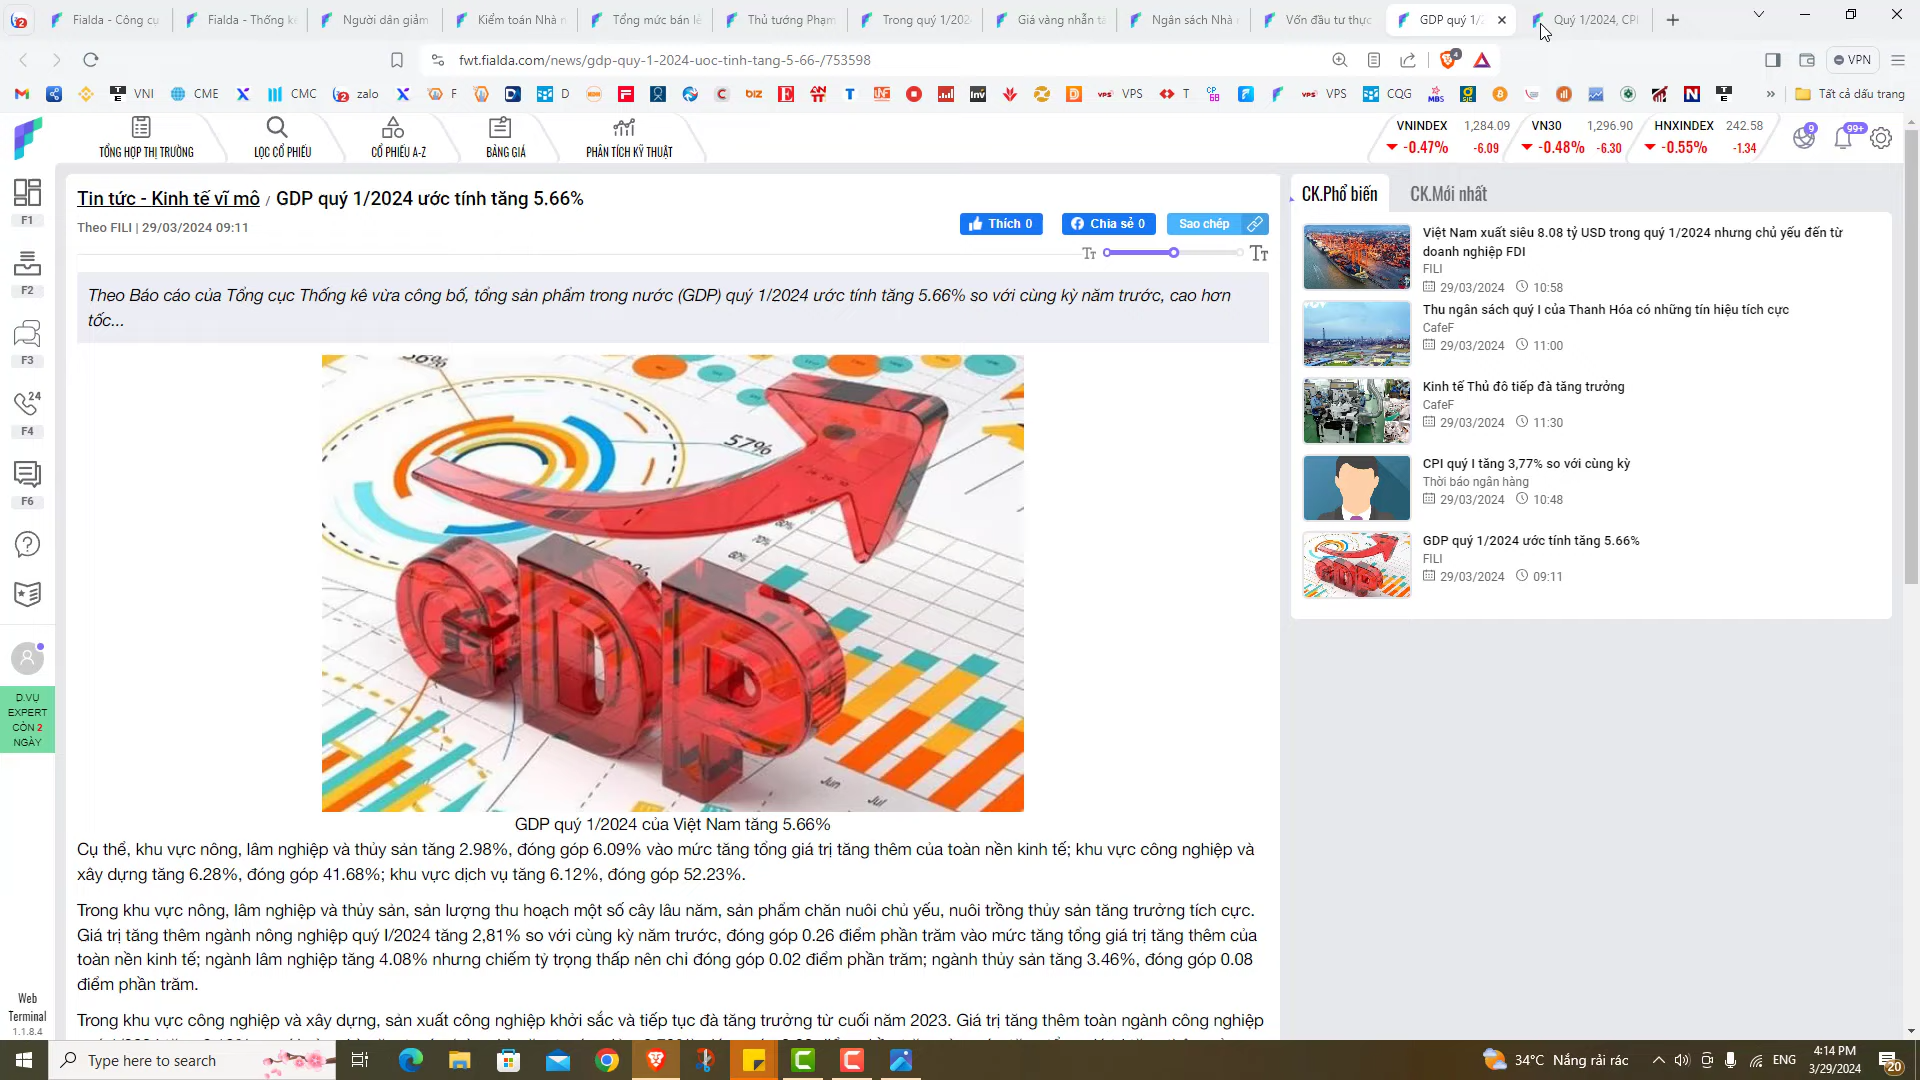 Fialda - Công cụ
Fialda - Thống kê
Người dân giảm
Kiểm toán Nhà n
Tổng mức bán lẻ
Thủ tướng Phạm
Trong quý 1/202
Giá vàng nhẫn tă
Ngân sách Nhà n
Vốn đầu tư thực
GDP quý 1/2
Quý 1/2024, CPI
fwt.fialda.com/news/gdp-quy-1-2024-uoc-tinh-tang-5-66-/753598
4
VPN
VNI
CME
CMC
zalo
F
D
biz
VPS
T
VPS
CQG
MBS
Tất cả dấu trang
TỔNG HỢP THỊ TRƯỜNG
LỌC CỔ PHIẾU
CỔ PHIẾU A-Z
BẢNG GIÁ
PHÂN TÍCH KỸ THUẬT
VNINDEX 1,284.09
-0.47% -6.09
VN30 1,296.90
-0.48% -6.30
HNXINDEX 242.58
-0.55% -1.34
9
99+
F1
F2
F3
24
F4
F6
D.VỤ
EXPERT
CÒN 2
NGÀY
Web
Terminal
1.1.8.4
Tin tức - Kinh tế vĩ mô / GDP quý 1/2024 ước tính tăng 5.66%
Theo FILI | 29/03/2024 09:11
Thích 0
Chia sẻ 0
Sao chép
Theo Báo cáo của Tổng cục Thống kê vừa công bố, tổng sản phẩm trong nước (GDP) quý 1/2024 ước tính tăng 5.66% so với cùng kỳ năm trước, cao hơn
tốc...
56%
57%
80%
70%
60%
GDP
Jun
Jul
GDP quý 1/2024 của Việt Nam tăng 5.66%
Cụ thể, khu vực nông, lâm nghiệp và thủy sản tăng 2.98%, đóng góp 6.09% vào mức tăng tổng giá trị tăng thêm của toàn nền kinh tế; khu vực công nghiệp và
xây dựng tăng 6.28%, đóng góp 41.68%; khu vực dịch vụ tăng 6.12%, đóng góp 52.23%.
Trong khu vực nông, lâm nghiệp và thủy sản, sản lượng thu hoạch một số cây lâu năm, sản phẩm chăn nuôi chủ yếu, nuôi trồng thủy sản tăng trưởng tích cực.
Giá trị tăng thêm ngành nông nghiệp quý I/2024 tăng 2,81% so với cùng kỳ năm trước, đóng góp 0.26 điểm phần trăm vào mức tăng tổng giá trị tăng thêm của
toàn nền kinh tế; ngành lâm nghiệp tăng 4.08% nhưng chiếm tỷ trọng thấp nên chỉ đóng góp 0.02 điểm phần trăm; ngành thủy sản tăng 3.46%, đóng góp 0.08
điểm phần trăm.
Trong khu vực công nghiệp và xây dựng, sản xuất công nghiệp khởi sắc và tiếp tục đà tăng trưởng từ cuối năm 2023. Giá trị tăng thêm toàn ngành công nghiệp
CK.Phổ biến
CK.Mới nhất
Việt Nam xuất siêu 8.08 tỷ USD trong quý 1/2024 nhưng chủ yếu đến từ
doanh nghiệp FDI
FILI
29/03/2024 10:58
Thu ngân sách quý I của Thanh Hóa có những tín hiệu tích cực
CafeF
29/03/2024 11:00
Kinh tế Thủ đô tiếp đà tăng trưởng
CafeF
29/03/2024 11:30
CPI quý I tăng 3,77% so với cùng kỳ
Thời báo ngân hàng
29/03/2024 10:48
GDP quý 1/2024 ước tính tăng 5.66%
FILI
29/03/2024 09:11
Type here to search
34°C Nắng rải rác
ENG
4:14 PM
3/29/2024
20